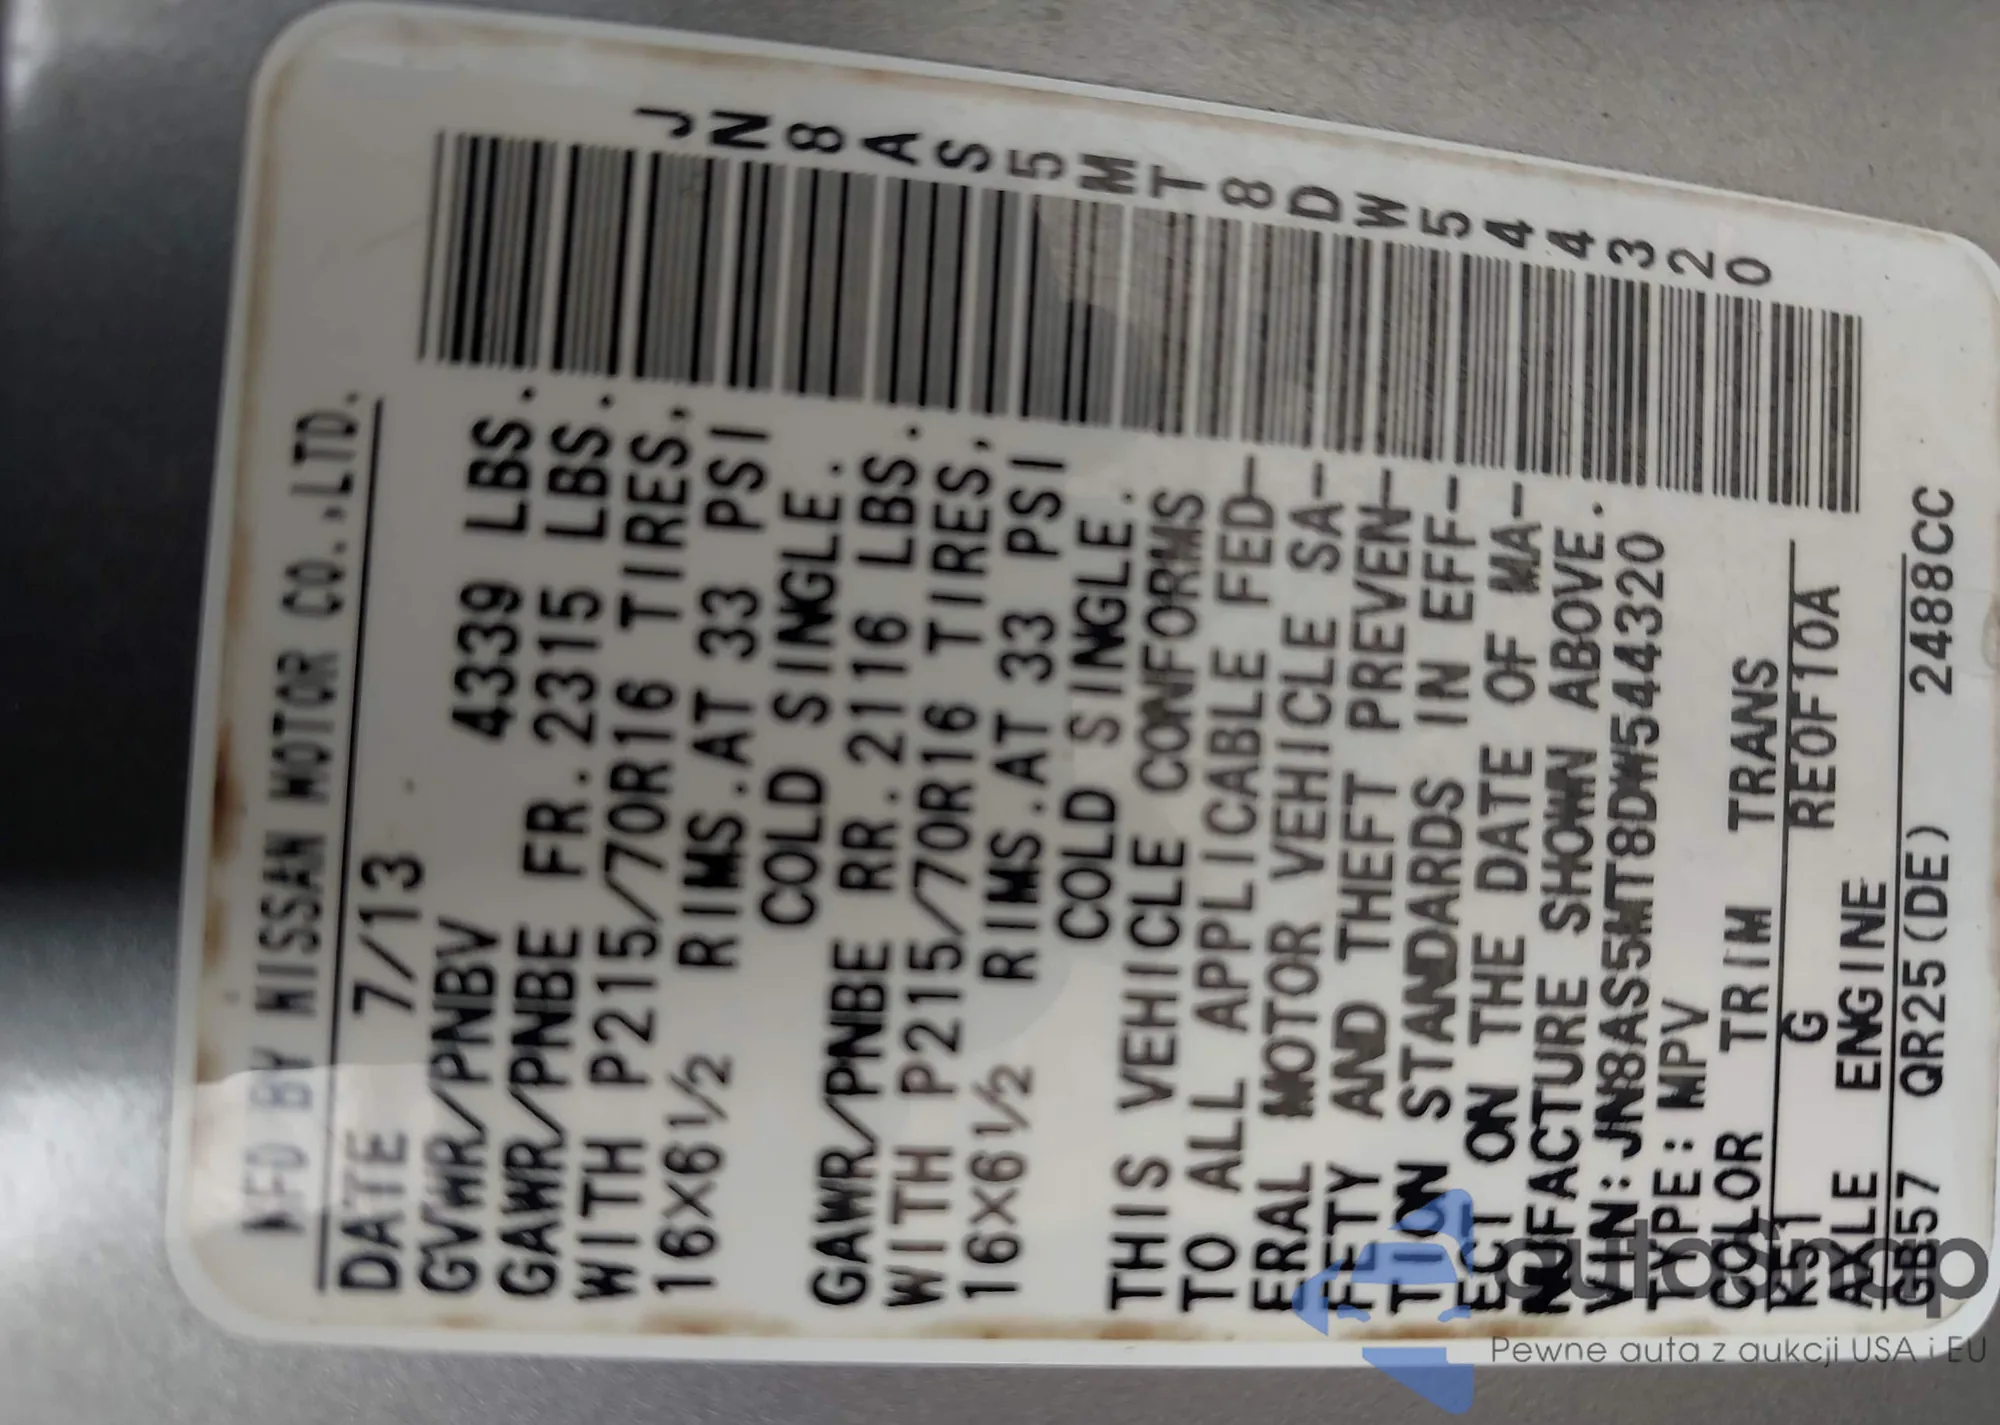 MFD BY NISSAN MOTOR CO.,LTD.
DATE 7/13
GVWR/PNBV 4339 LBS.
GAWR/PNBE FR.2315 LBS.
WITH P215/70R16 TIRES,
16X6½ RIMS.AT 33 PSI
COLD SINGLE.
GAWR/PNBE RR.2116 LBS.
WITH P215/70R16 TIRES,
16X6½ RIMS.AT 33 PSI
COLD SINGLE.
THIS VEHICLE CONFORMS
TO ALL APPLICABLE FED-
ERAL MOTOR VEHICLE SA-
FETY AND THEFT PREVEN-
TION STANDARDS IN EFF-
ECT ON THE DATE OF MA-
NUFACTURE SHOWN ABOVE.
VIN:JN8AS5MT8DW544320
TYPE:MPV
COLOR TRIM TRANS
K51 G RE0F10A
AXLE ENGINE
GB57 QR25(DE) 2488CC
JN8AS5MT8DW544320
autosnap
Pewne auta z aukcji USA i EU